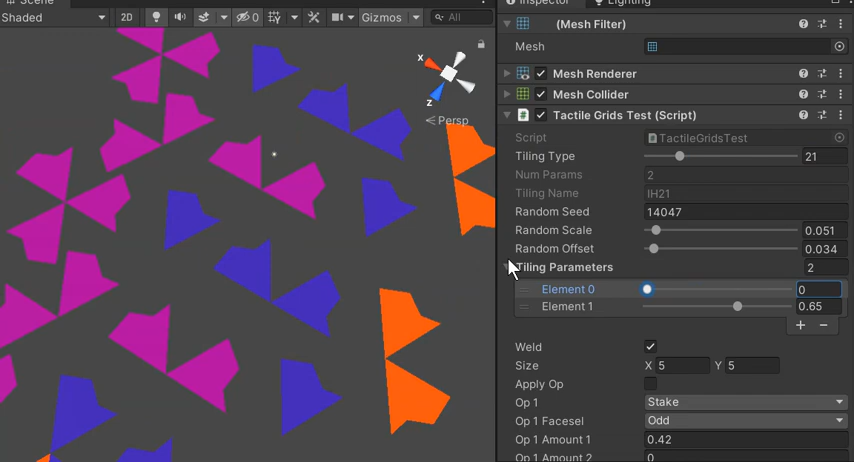 Scene
Inspector Lighting
Shaded 2D 0 Gizmos All
(Mesh Filter)
Mesh
Mesh Renderer
Mesh Collider
Tactile Grids Test (Script)
Script TactileGridsTest
Tiling Type 21
Num Params 2
Tiling Name IH21
Random Seed 14047
Random Scale 0.051
Random Offset 0.034
Tiling Parameters 2
Element 0 0
Element 1 0.65
+ −
Weld
Size X 5 Y 5
Apply Op
Op 1 Stake
Op 1 Facesel Odd
Op 1 Amount 1 0.42
Op 1 Amount 2 0
x
z
Persp